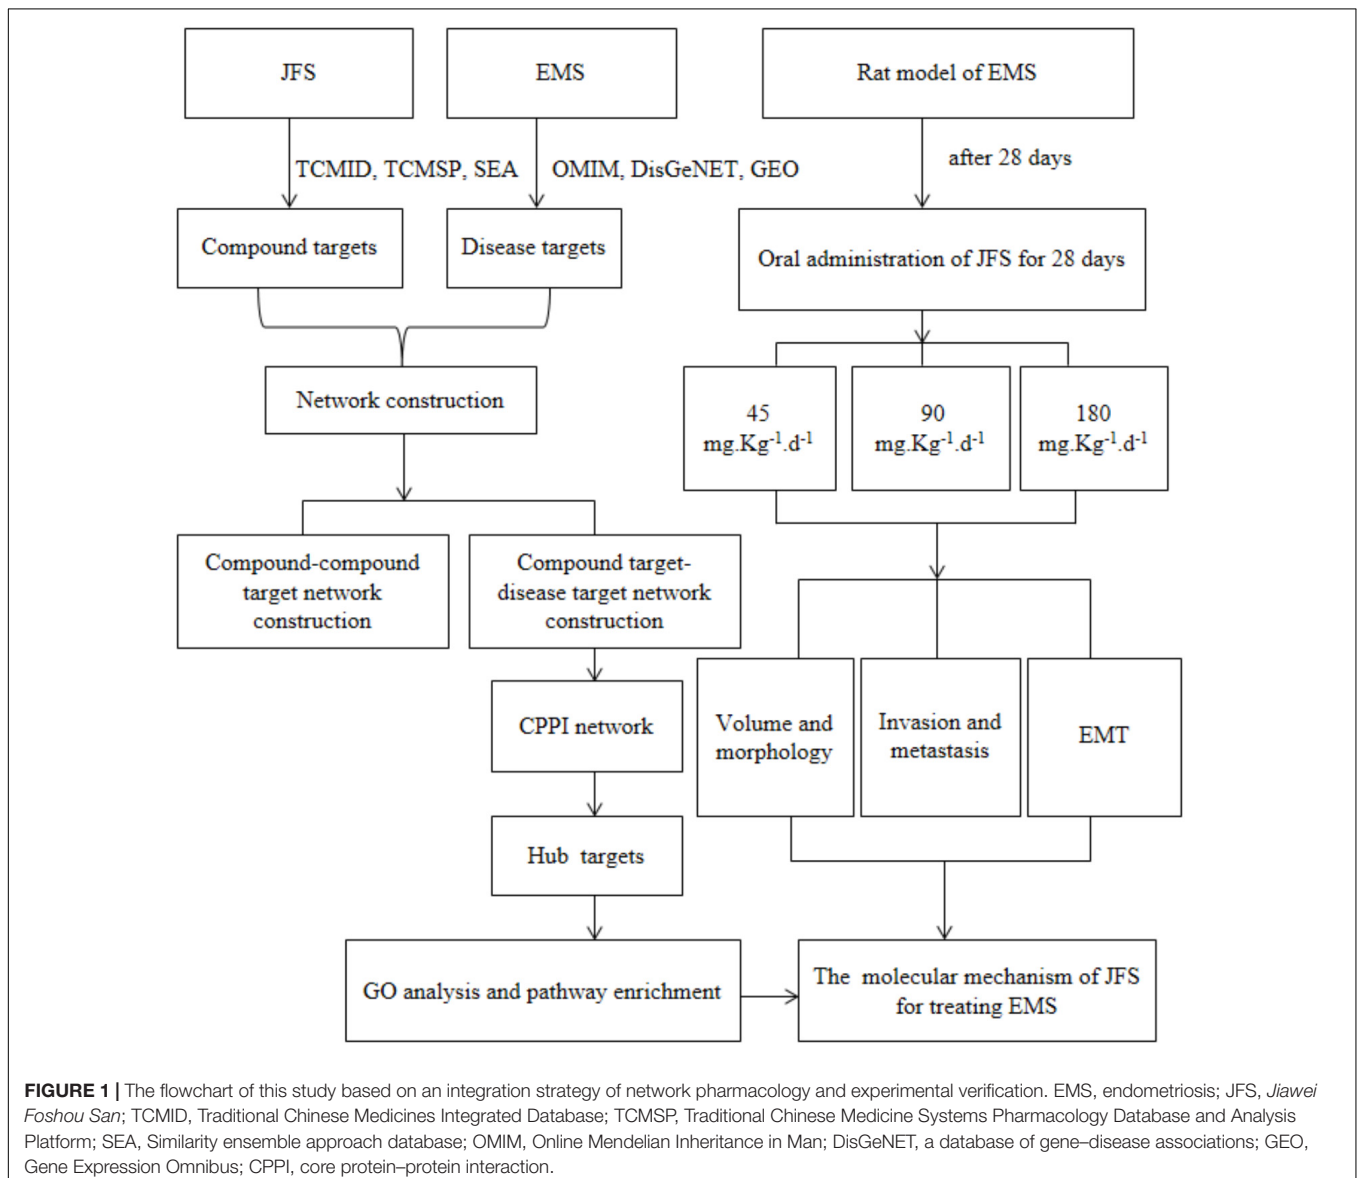 JFS
EMS
Rat model of EMS
TCMID, TCMSP, SEA
OMIM, DisGeNET, GEO
after 28 days
Compound targets
Disease targets
Oral administration of JFS for 28 days
Network construction
45
mg.Kg⁻¹.d⁻¹
90
mg.Kg⁻¹.d⁻¹
180
mg.Kg⁻¹.d⁻¹
Compound-compound
target network
construction
Compound target-
disease target network
construction
CPPI network
Volume and
morphology
Invasion and
metastasis
EMT
Hub targets
GO analysis and pathway enrichment
The molecular mechanism of JFS
for treating EMS
FIGURE 1 | The flowchart of this study based on an integration strategy of network pharmacology and experimental verification. EMS, endometriosis; JFS, Jiawei
Foshou San; TCMID, Traditional Chinese Medicines Integrated Database; TCMSP, Traditional Chinese Medicine Systems Pharmacology Database and Analysis
Platform; SEA, Similarity ensemble approach database; OMIM, Online Mendelian Inheritance in Man; DisGeNET, a database of gene–disease associations; GEO,
Gene Expression Omnibus; CPPI, core protein–protein interaction.